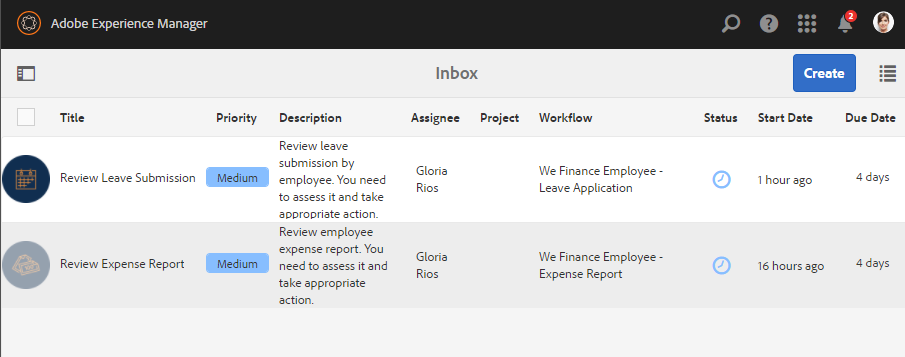 Adobe Experience Manager
2
Inbox
Create
Title Priority Description Assignee Project Workflow Status Start Date Due Date
Review Leave Submission
Medium
Review leave
submission by
employee. You need
to assess it and take
appropriate action.
Gloria
Rios
We Finance Employee -
Leave Application
1 hour ago
4 days
Review Expense Report
Medium
Review employee
expense report. You
need to assess it and
take appropriate
action.
Gloria
Rios
We Finance Employee -
Expense Report
16 hours ago
4 days